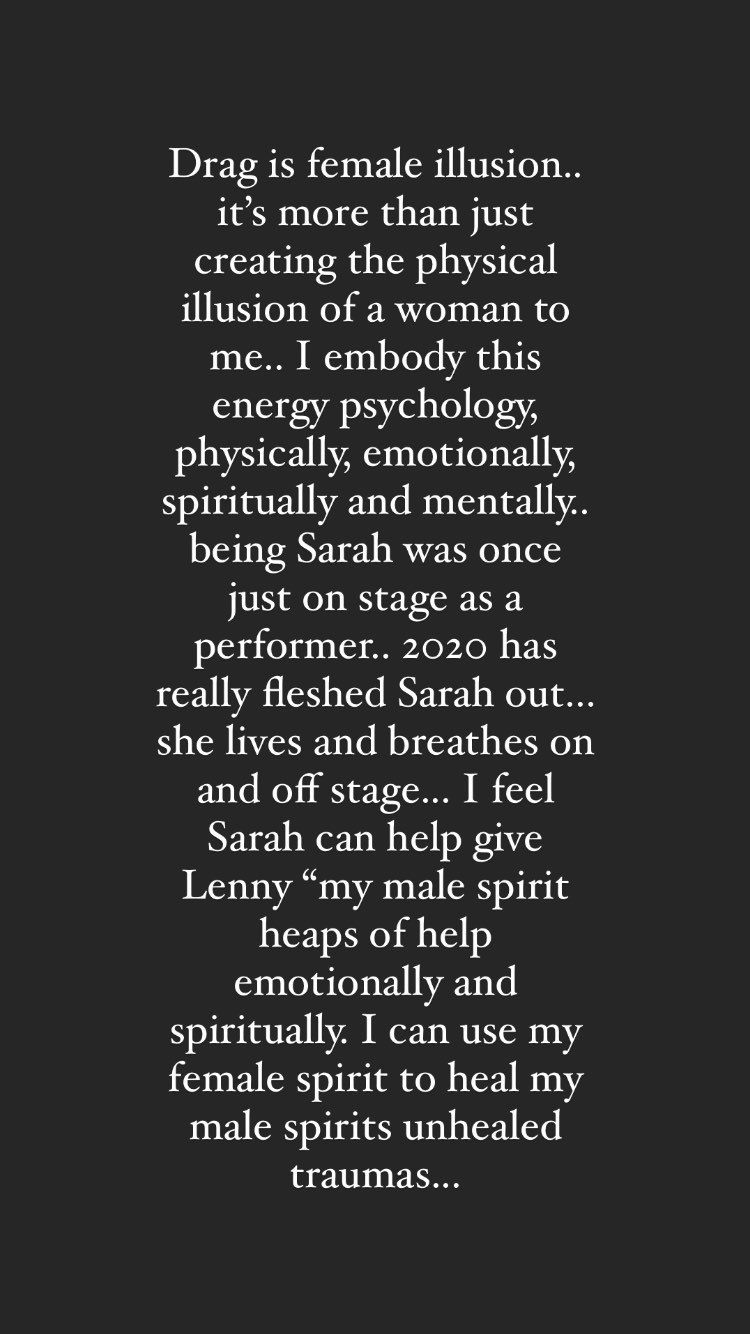 Drag is female illusion..
it’s more than just
creating the physical
illusion of a woman to
me.. I embody this
energy psychology,
physically, emotionally,
spiritually and mentally..
being Sarah was once
just on stage as a
performer.. 2020 has
really fleshed Sarah out...
she lives and breathes on
and off stage... I feel
Sarah can help give
Lenny “my male spirit
heaps of help
emotionally and
spiritually. I can use my
female spirit to heal my
male spirits unhealed
traumas...